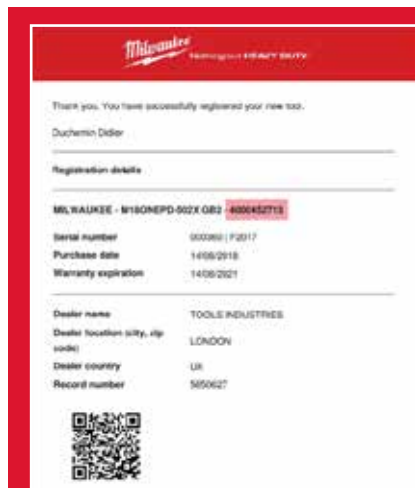 Milwaukee Nothing but HEAVY DUTY
Thank you. You have successfully registered your new tool.
Duchemin Didier
Registration details
MILWAUKEE - M18ONEPD-502X GB2 - 4000452713
Serial number 000360 | F2017
Purchase date 14/08/2018
Warranty expiration 14/08/2021
Dealer name TOOLS INDUSTRIES
Dealer location (city, zip
code) LONDON
Dealer country UK
Record number 5850627